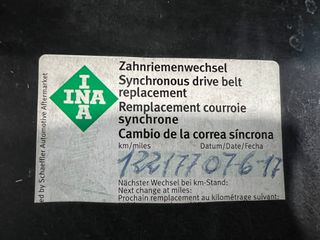 Zahnriemenwechsel
Synchronous drive belt
replacement
Remplacement courroie
synchrone
Cambio de la correa síncrona
km/miles Datum/Date/Fecha
INA
INA
ed by Schaeffler Automotive Aftermarket
122177 07-6-17
Nächster Wechsel bei km-Stand:
Next change at miles:
Prochain remplacement au kilométrage suivant: